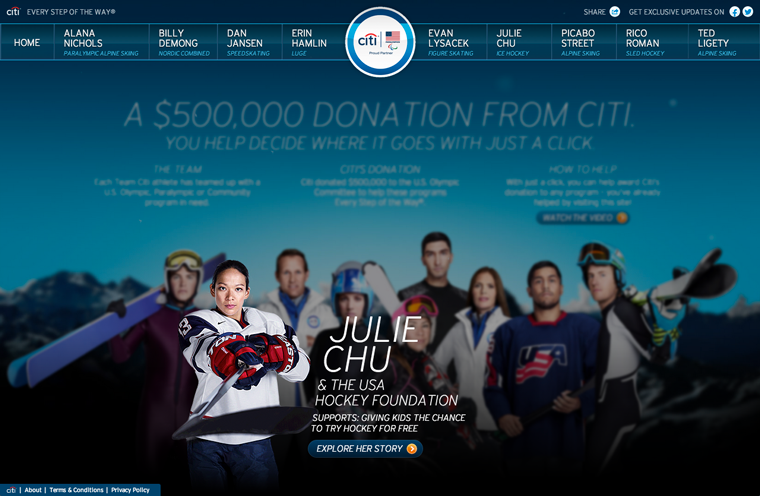 citi EVERY STEP OF THE WAY®
SHARE GET EXCLUSIVE UPDATES ON
HOME
ALANA
NICHOLS
PARALYMPIC ALPINE SKIING
BILLY
DEMONG
NORDIC COMBINED
DAN
JANSEN
SPEEDSKATING
ERIN
HAMLIN
LUGE
citi
Proud Partner
EVAN
LYSACEK
FIGURE SKATING
JULIE
CHU
ICE HOCKEY
PICABO
STREET
ALPINE SKIING
RICO
ROMAN
SLED HOCKEY
TED
LIGETY
ALPINE SKIING
A $500,000 DONATION FROM CITI.
YOU HELP DECIDE WHERE IT GOES WITH JUST A CLICK.
THE TEAM
Each Team Citi athlete has teamed up with a
U.S. Olympic, Paralympic or Community
program in need.
CITI'S DONATION
Citi donated $500,000 to the U.S. Olympic
Committee to help these programs
Every Step of the Way®.
HOW TO HELP
With just a click, you can help award Citi's
donation to any program - you've already
helped by visiting this site!
WATCH THE VIDEO
JULIE
CHU
& THE USA
HOCKEY FOUNDATION
SUPPORTS: GIVING KIDS THE CHANCE
TO TRY HOCKEY FOR FREE
EXPLORE HER STORY
citi | About | Terms & Conditions | Privacy Policy